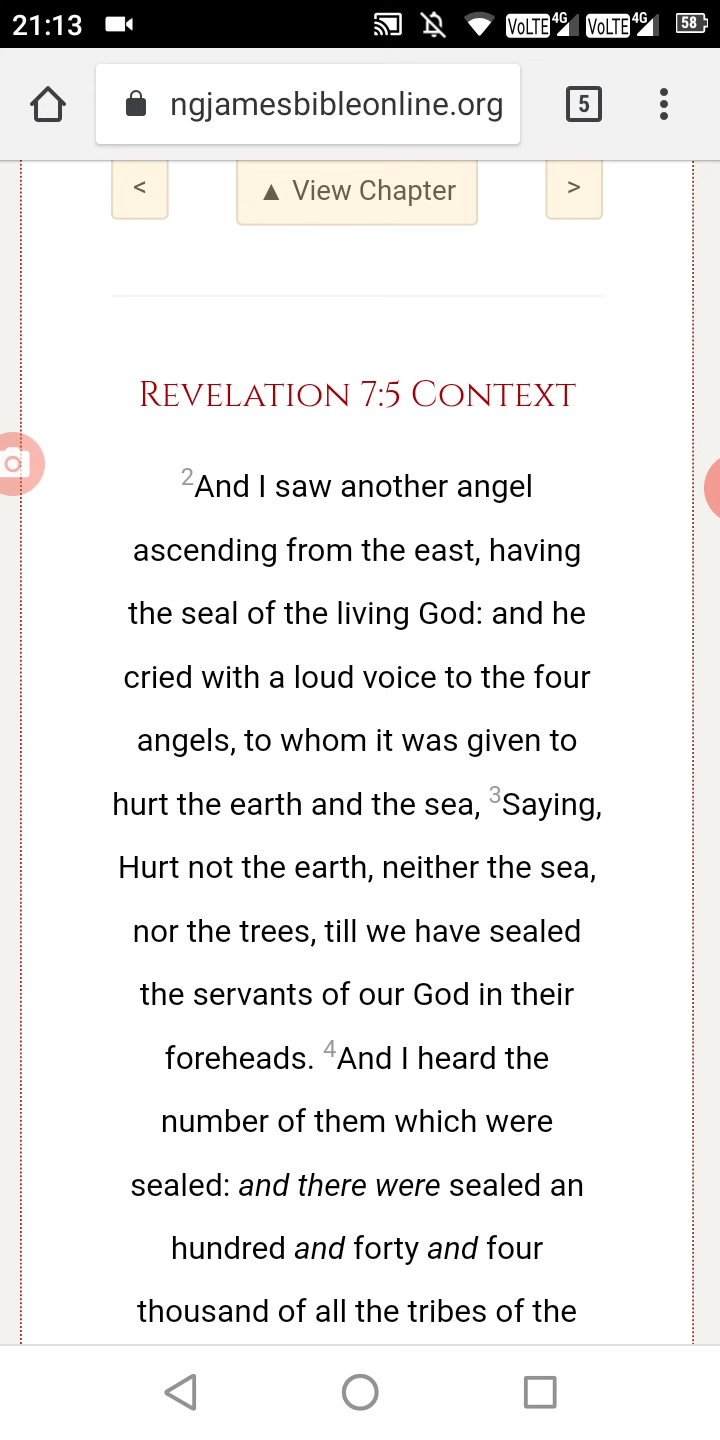 21:13 VoLTE 4G VoLTE 4G 58
ngjamesbibleonline.org 5
< ▲ View Chapter >
Revelation 7:5 Context
2And I saw another angel
ascending from the east, having
the seal of the living God: and he
cried with a loud voice to the four
angels, to whom it was given to
hurt the earth and the sea, 3Saying,
Hurt not the earth, neither the sea,
nor the trees, till we have sealed
the servants of our God in their
foreheads. 4And I heard the
number of them which were
sealed: and there were sealed an
hundred and forty and four
thousand of all the tribes of the